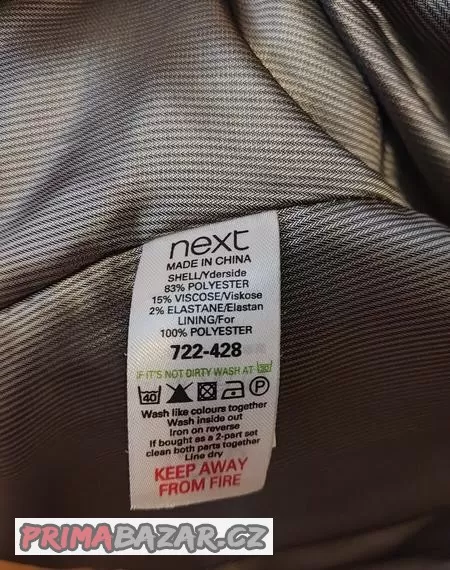 next
MADE IN CHINA
SHELL/Yderside
83% POLYESTER
15% VISCOSE/Viskose
2% ELASTANE/Elastan
LINING/For
100% POLYESTER
722-428
IF IT'S NOT DIRTY WASH AT 30
40 P
Wash like colours together
Wash inside out
Iron on reverse
If bought as a 2-part set
clean both parts together
Line dry
KEEP AWAY
FROM FIRE
PRIMABAZAR.CZ